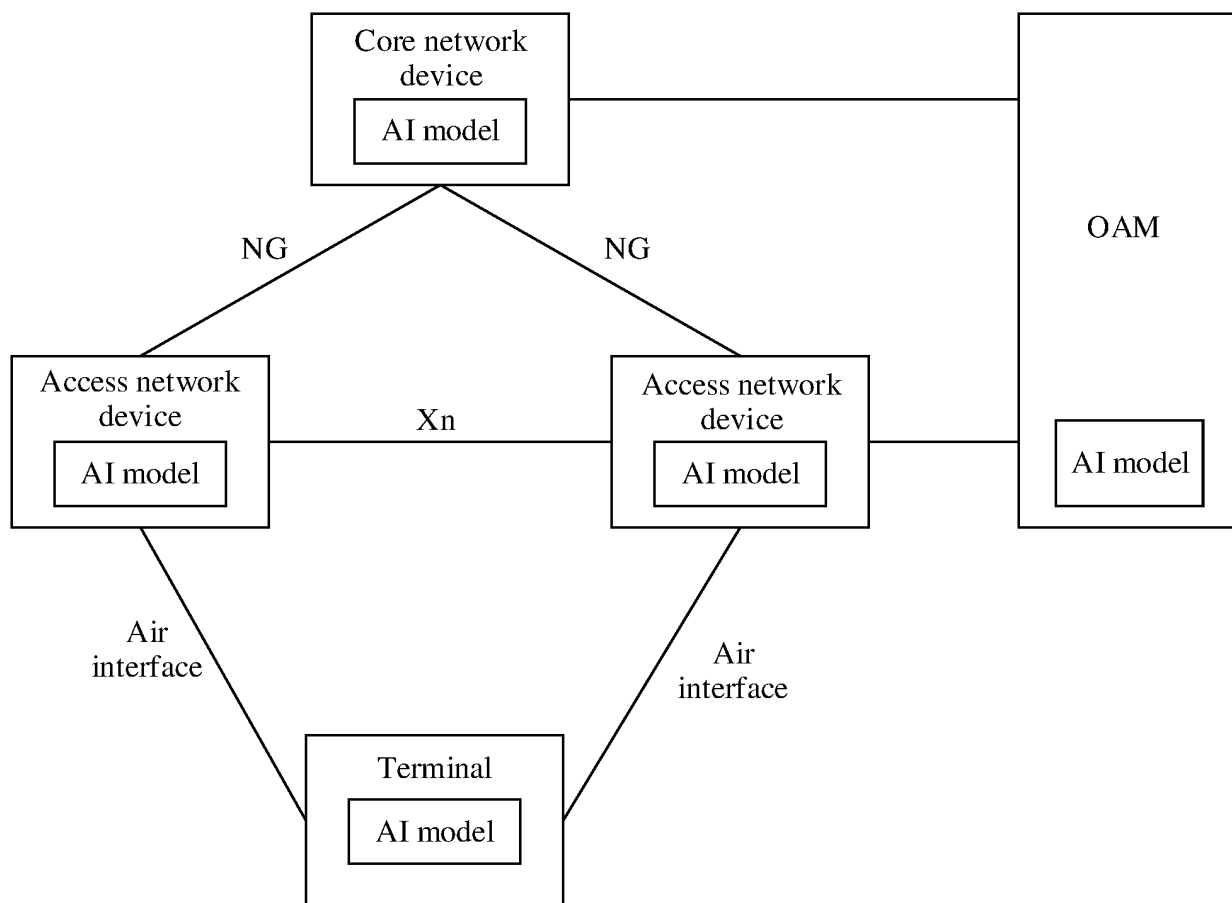 Core network
device
AI model
OAM
NG
NG
Access network
device
AI model
Xn
Access network
device
AI model
AI model
Air
interface
Air
interface
Terminal
AI model